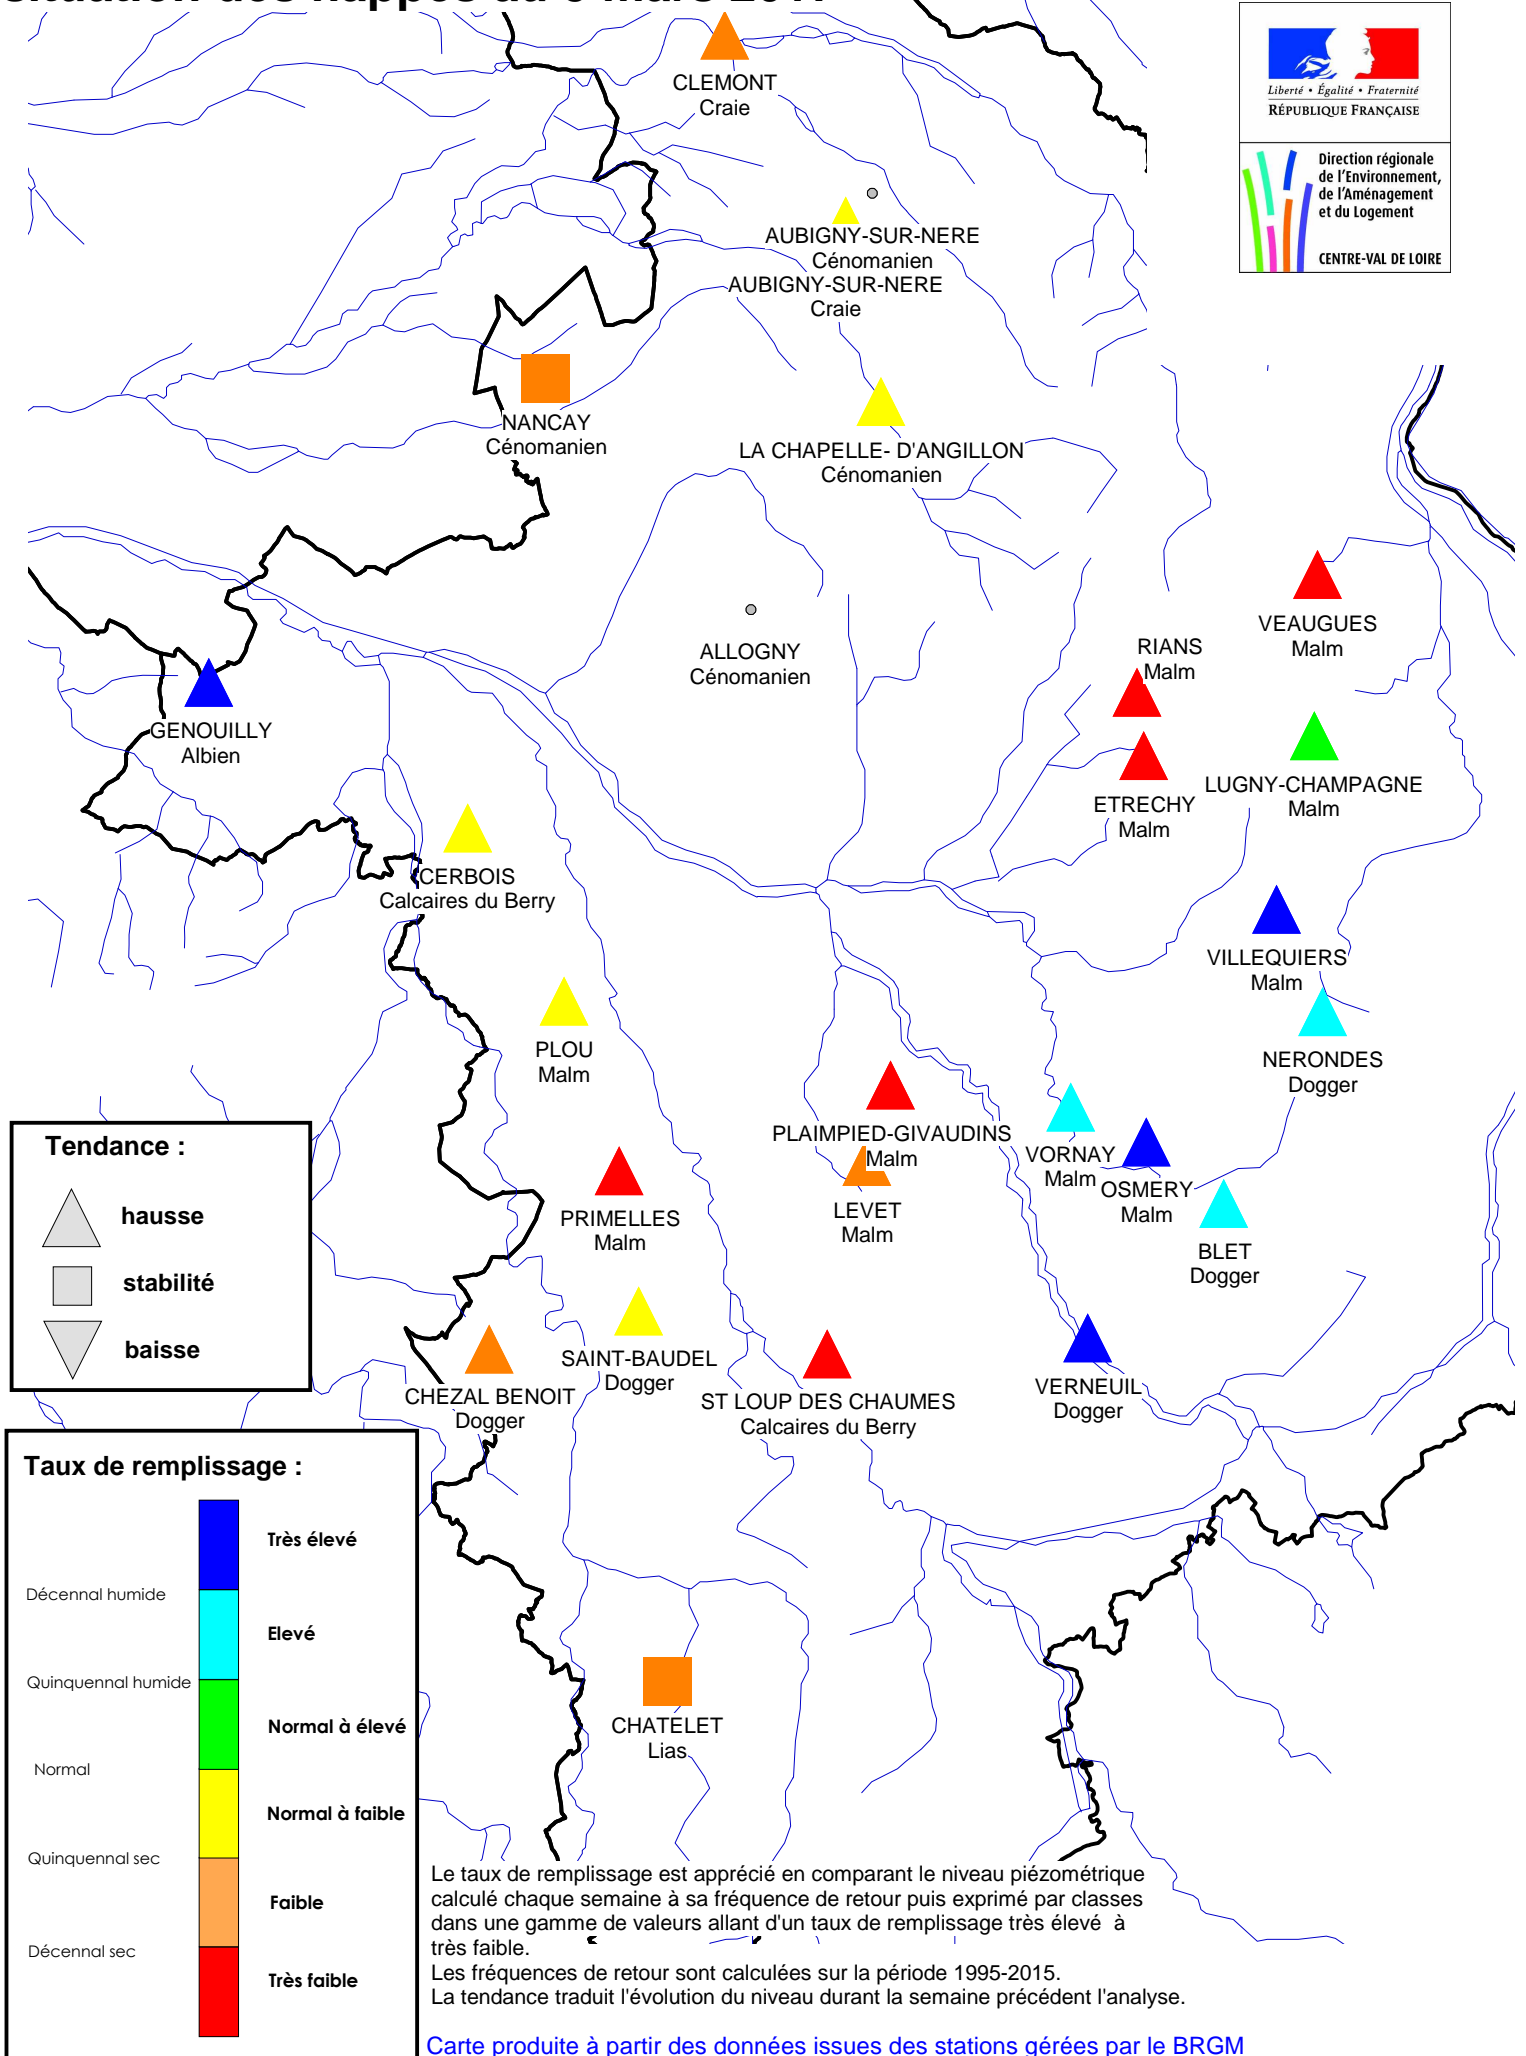 CLEMONT
Craie
Liberté • Égalité • Fraternité
RÉPUBLIQUE FRANÇAISE
Direction régionale
de l'Environnement,
de l'Aménagement
et du Logement
CENTRE-VAL DE LOIRE
AUBIGNY-SUR-NERE
Cénomanien
AUBIGNY-SUR-NERE
Craie
NANCAY
Cénomanien
LA CHAPELLE- D'ANGILLON
Cénomanien
VEAUGUES
Malm
ALLOGNY
Cénomanien
RIANS
Malm
GENOUILLY
Albien
LUGNY-CHAMPAGNE
Malm
ETRECHY
Malm
CERBOIS
Calcaires du Berry
VILLEQUIERS
Malm
PLOU
Malm
NERONDES
Dogger
PLAIMPIED-GIVAUDINS
Malm
VORNAY
Malm
OSMERY
Malm
PRIMELLES
Malm
LEVET
Malm
BLET
Dogger
Tendance :
hausse
stabilité
baisse
SAINT-BAUDEL
Dogger
CHEZAL BENOIT
Dogger
ST LOUP DES CHAUMES
Calcaires du Berry
VERNEUIL
Dogger
Taux de remplissage :
Très élevé
Décennal humide
Elevé
Quinquennal humide
Normal à élevé
Normal
Normal à faible
Quinquennal sec
Faible
Décennal sec
Très faible
CHATELET
Lias
Le taux de remplissage est apprécié en comparant le niveau piézométrique
calculé chaque semaine à sa fréquence de retour puis exprimé par classes
dans une gamme de valeurs allant d'un taux de remplissage très élevé à
très faible.
Les fréquences de retour sont calculées sur la période 1995-2015.
La tendance traduit l'évolution du niveau durant la semaine précédent l'analyse.
Carte produite à partir des données issues des stations gérées par le BRGM